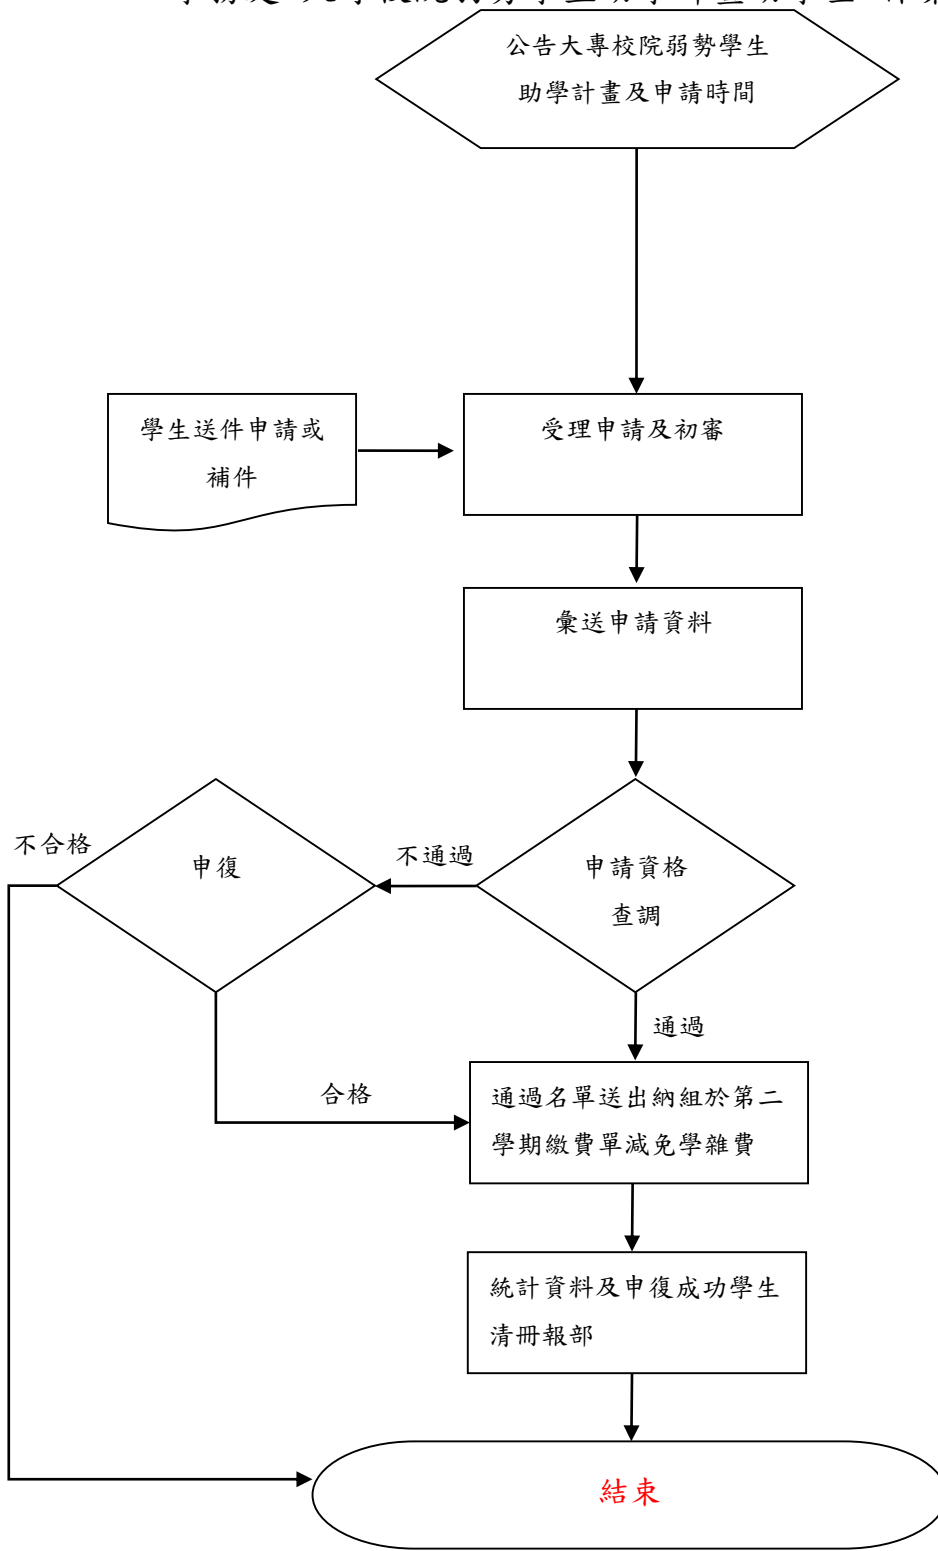 公告大專校院弱勢學生
助學計畫及申請時間
學生送件申請或
補件
受理申請及初審
彙送申請資料
不合格
申復
不通過
申請資格
查調
通過
合格
通過名單送出納組於第二
學期繳費單減免學雜費
統計資料及申復成功學生
清冊報部
結束